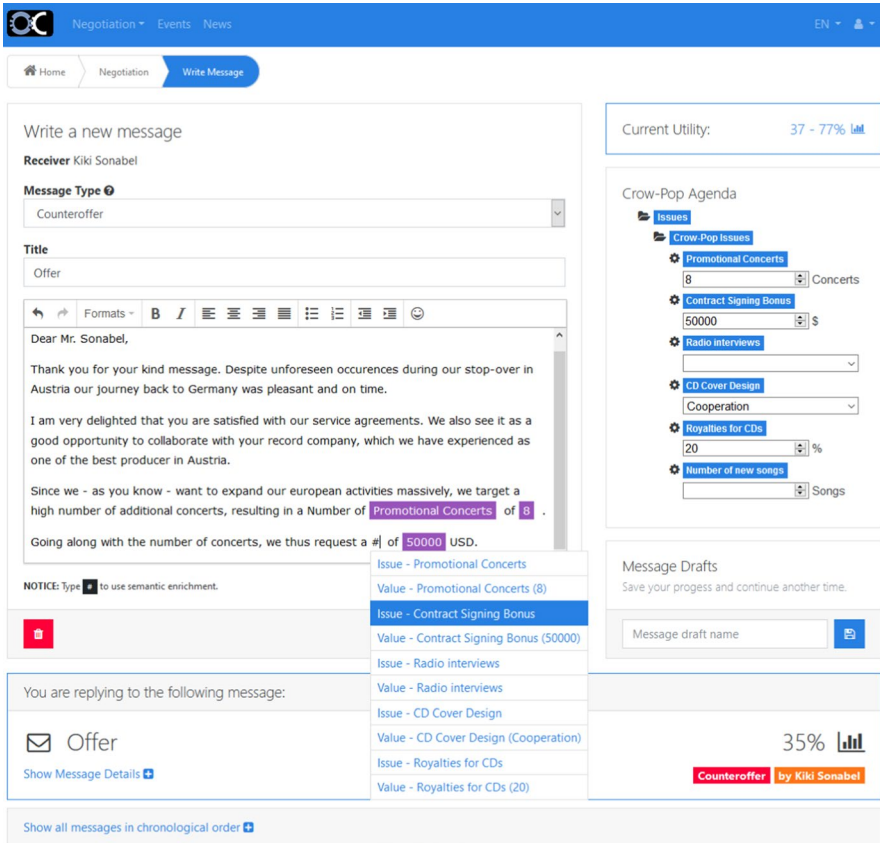 OC
Negotiation Events News EN
Home Negotiation Write Message
Write a new message
Receiver Kiki Sonabel
Message Type
Counteroffer
Title
Offer
Formats B I
Dear Mr. Sonabel,
Thank you for your kind message. Despite unforeseen occurences during our stop-over in
Austria our journey back to Germany was pleasant and on time.
I am very delighted that you are satisfied with our service agreements. We also see it as a
good opportunity to collaborate with your record company, which we have experienced as
one of the best producer in Austria.
Since we - as you know - want to expand our european activities massively, we target a
high number of additional concerts, resulting in a Number of Promotional Concerts of 8 .
Going along with the number of concerts, we thus request a # of 50000 USD.
Issue - Promotional Concerts
Value - Promotional Concerts (8)
Issue - Contract Signing Bonus
Value - Contract Signing Bonus (50000)
Issue - Radio interviews
Value - Radio interviews
Issue - CD Cover Design
Value - CD Cover Design (Cooperation)
Issue - Royalties for CDs
Value - Royalties for CDs (20)
NOTICE: Type # to use semantic enrichment.
Current Utility: 37 - 77%
Crow-Pop Agenda
Issues
Crow-Pop Issues
Promotional Concerts
8 Concerts
Contract Signing Bonus
50000 $
Radio interviews
CD Cover Design
Cooperation
Royalties for CDs
20 %
Number of new songs
Songs
Message Drafts
Save your progess and continue another time.
Message draft name
You are replying to the following message:
Offer 35%
Show Message Details Counteroffer by Kiki Sonabel
Show all messages in chronological order